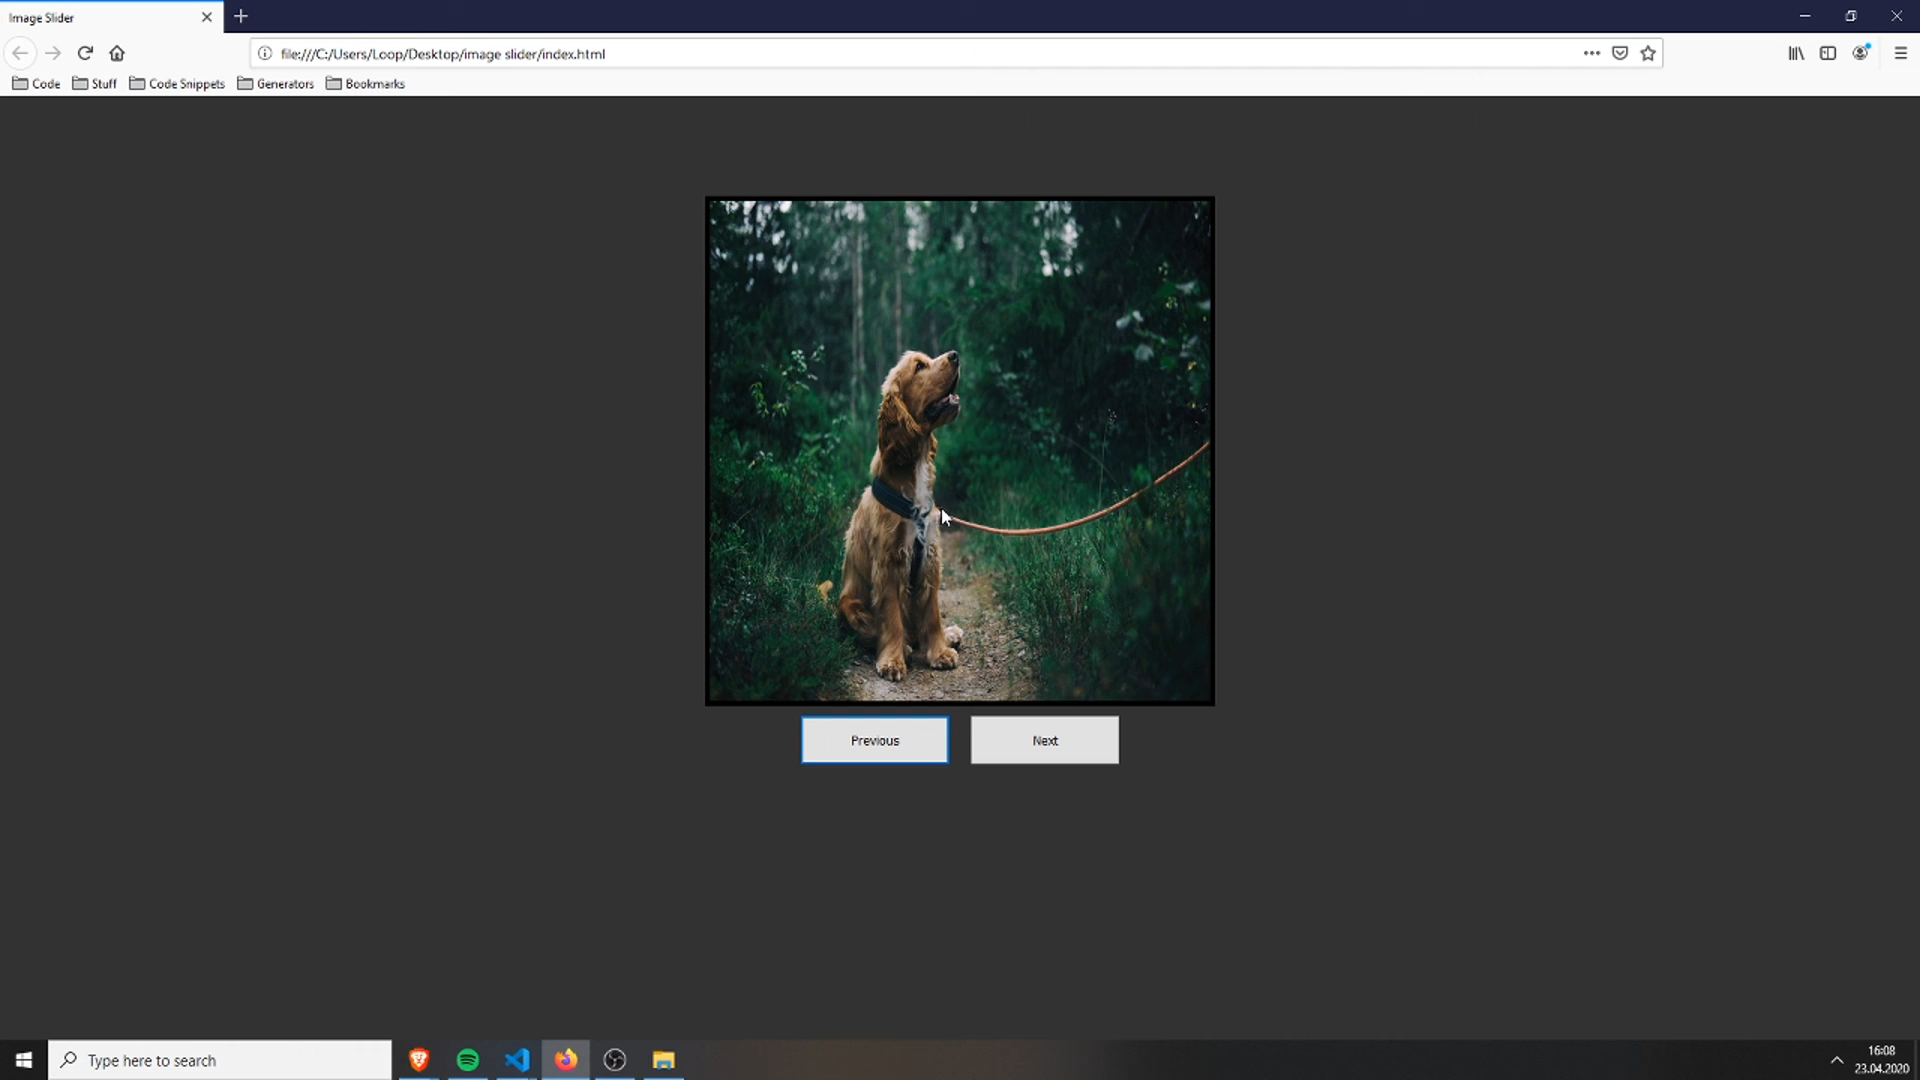 Image Slider
file:///C:/Users/Loop/Desktop/image slider/index.html
Code Stuff Code Snippets Generators Bookmarks
Previous Next
Type here to search
16:08
23.04.2020